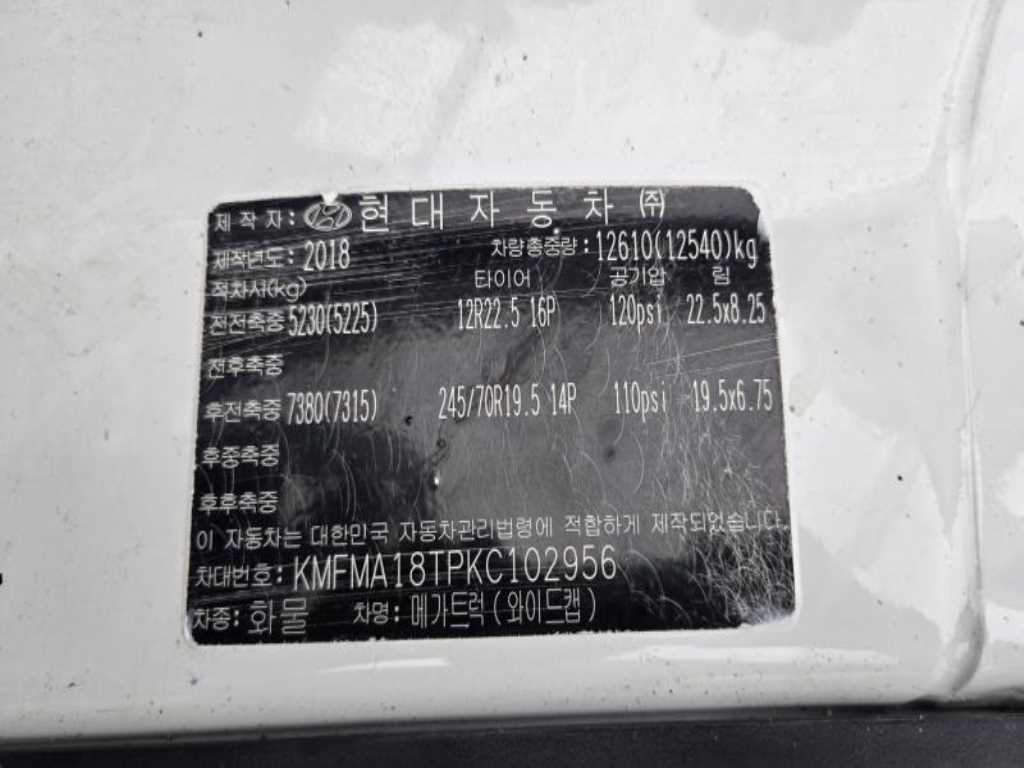 제작자: 현대자동차 ㈜
제작년도: 2018 차량총중량: 12610(12540)kg
적차시(kg) 타이어 공기압 림
전전축중 5230(5225) 12R22.5 16P 120psi 22.5x8.25
전후축중
후전축중 7380(7315) 245/70R19.5 14P 110psi 19.5x6.75
후중축중
후후축중
이 자동차는 대한민국 자동차관리법령에 적합하게 제작되었습니다.
차대번호: KMFMA18TPKC102956
차종: 화물 차명: 메가트럭(와이드캡)